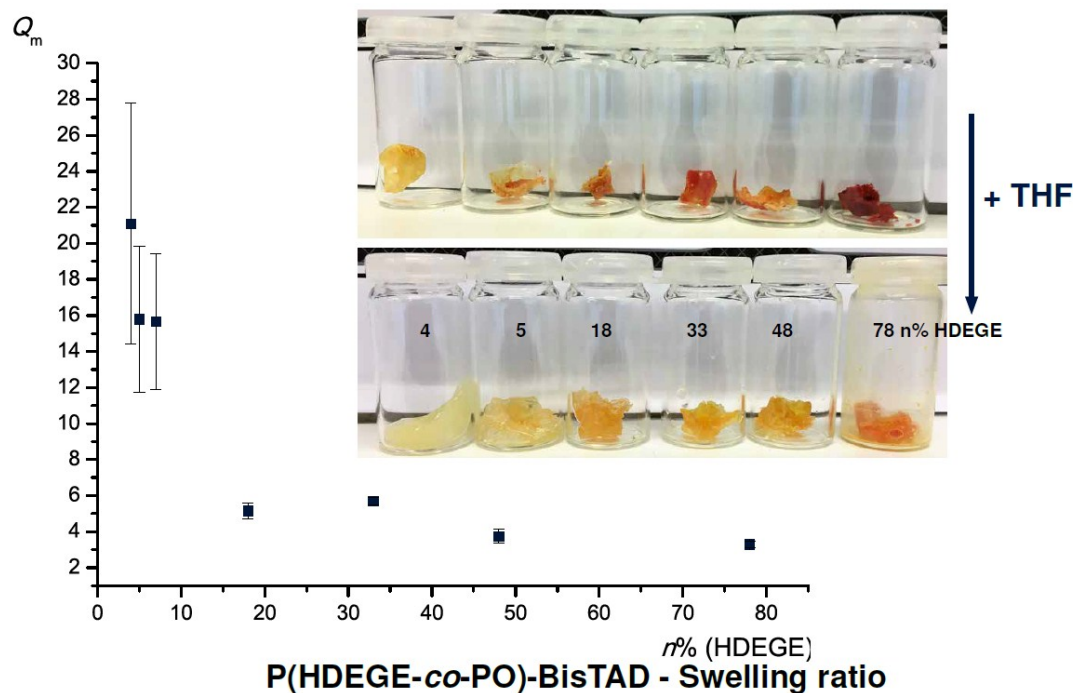 Qm
30
28
26
24
22
20
18
16
14
12
10
8
6
4
2
0 10 20 30 40 50 60 70 80
n% (HDEGE)
+ THF
4 5 18 33 48 78 n% HDEGE
P(HDEGE-co-PO)-BisTAD - Swelling ratio